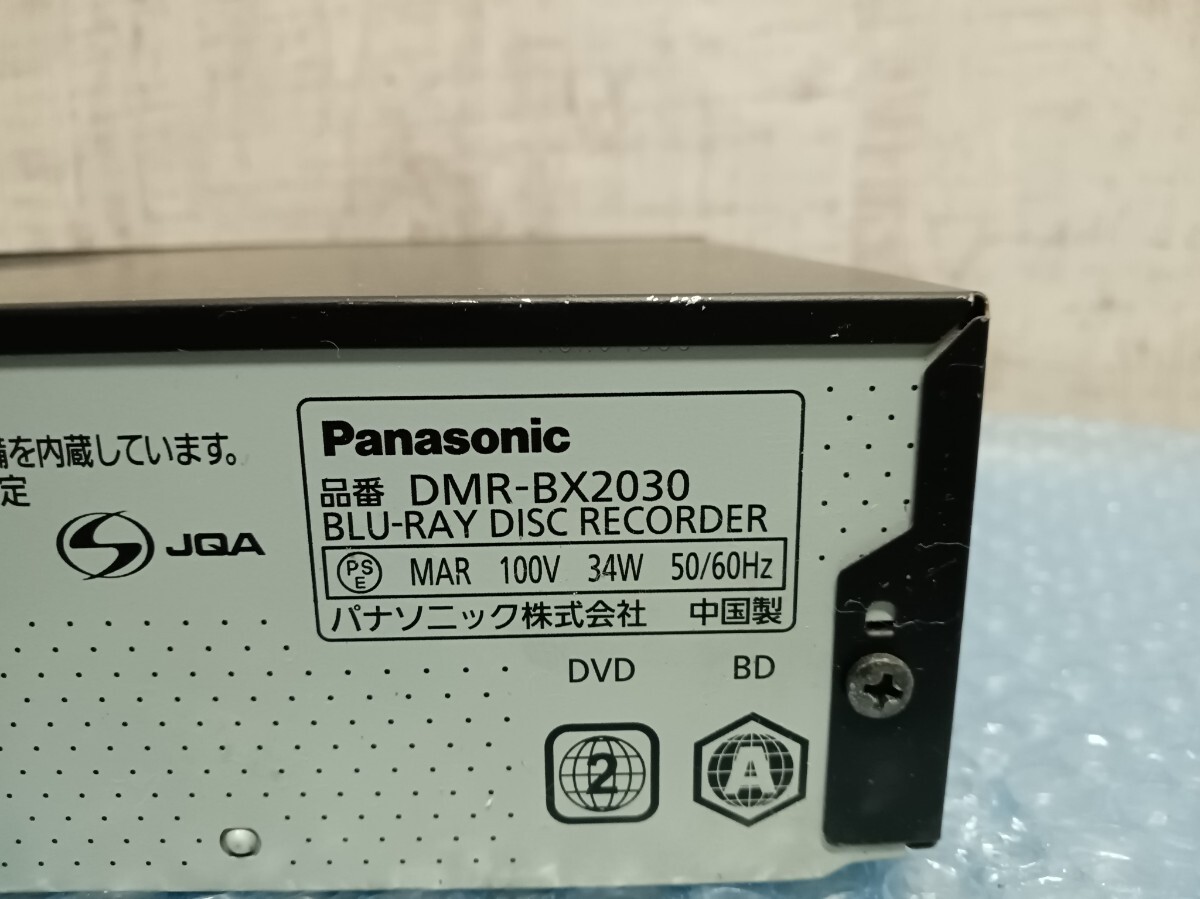 備を内蔵しています。
定
JQA
Panasonic
品番 DMR-BX2030
BLU-RAY DISC RECORDER
PSE MAR 100V 34W 50/60Hz
パナソニック株式会社 中国製
DVD BD
2 A